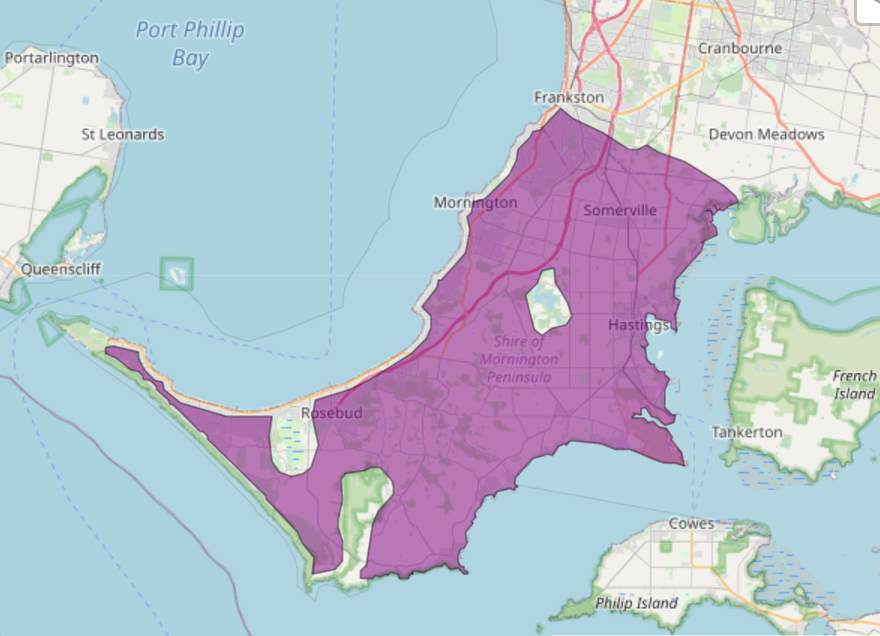 Port Phillip
Bay
Portarlington
Cranbourne
Frankston
St Leonards
Devon Meadows
Mornington
Somerville
Queenscliff
Hastings
Shire of
Mornington
Peninsula
French
Island
Rosebud
Tankerton
Cowes
Philip Island